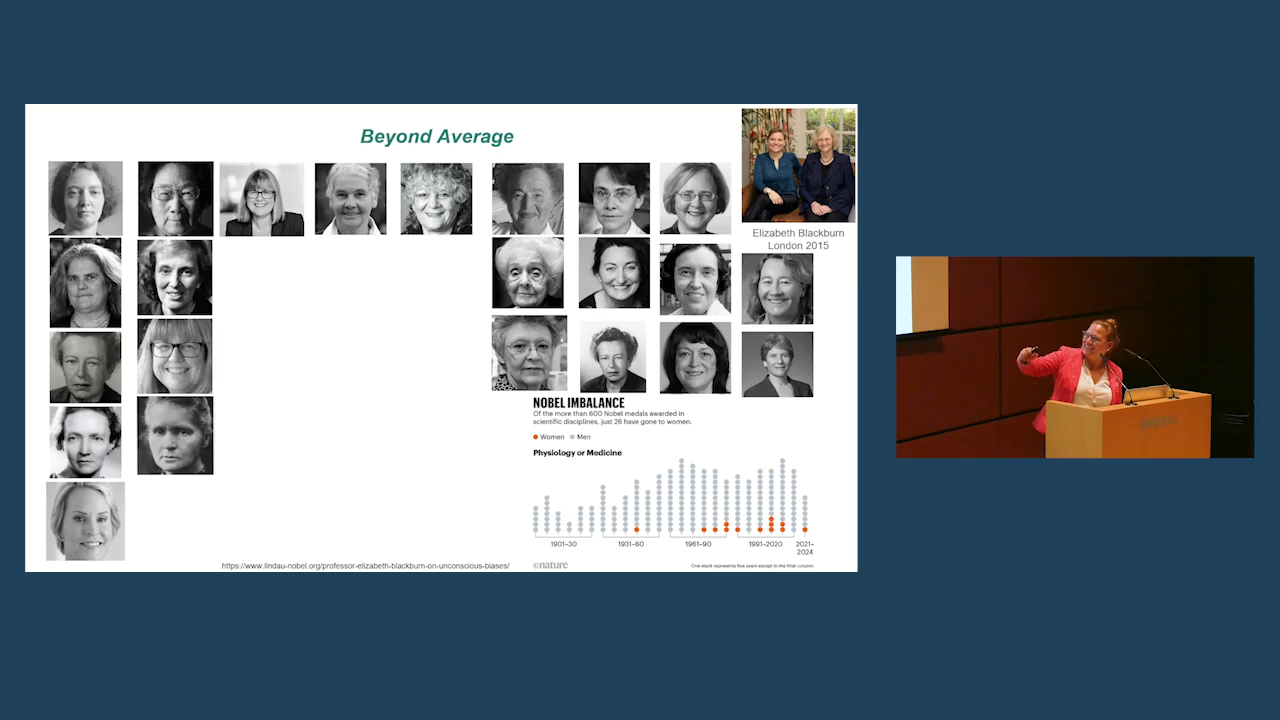 Beyond Average
Elizabeth Blackburn
London 2015
NOBEL IMBALANCE
Of the more than 600 Nobel medals awarded in
scientific disciplines, just 26 have gone to women.
Women Men
Physiology or Medicine
1901–30 1931–60 1961–90 1991–2020 2021–
2024
https://www.lindau-nobel.org/professor-elizabeth-blackburn-on-unconscious-biases/
©nature
One stack represents five years except in the final column.